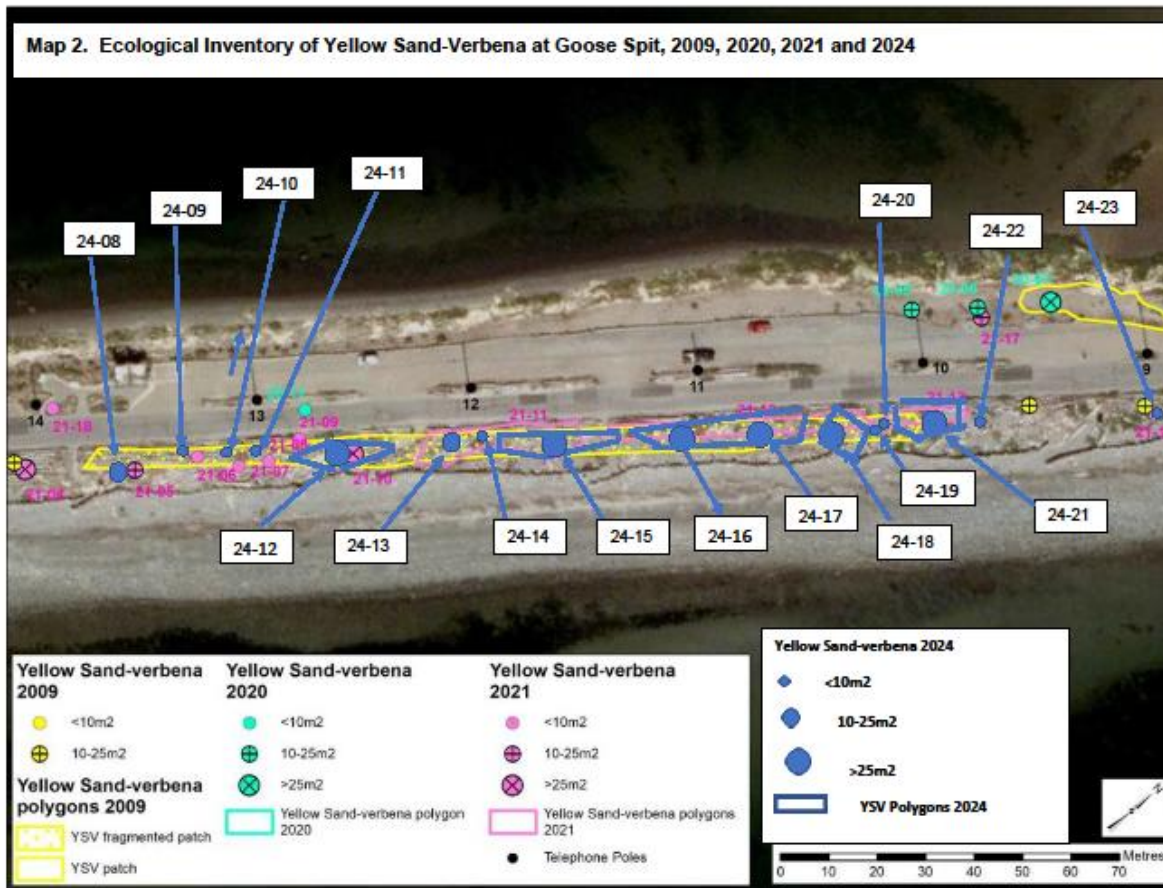 Map 2. Ecological Inventory of Yellow Sand-Verbena at Goose Spit, 2009, 2020, 2021 and 2024
24-11
24-10
24-09
24-08
24-20
24-22
24-23
21-17
14
13
12
11
10
9
21-18
21-09
21-11
21-08
21-06
21-07
21-05
21-10
24-12
24-13
24-14
24-15
24-16
24-17
24-18
24-19
24-21
Yellow Sand-verbena
2009
<10m2
10-25m2
Yellow Sand-verbena
polygons 2009
YSV fragmented patch
YSV patch
Yellow Sand-verbena
2020
<10m2
10-25m2
>25m2
Yellow Sand-verbena polygon
2020
Yellow Sand-verbena
2021
<10m2
10-25m2
>25m2
Yellow Sand-verbena polygons
2021
Telephone Poles
Yellow Sand-verbena 2024
<10m2
10-25m2
>25m2
YSV Polygons 2024
N
Metres
0 10 20 30 40 50 60 70